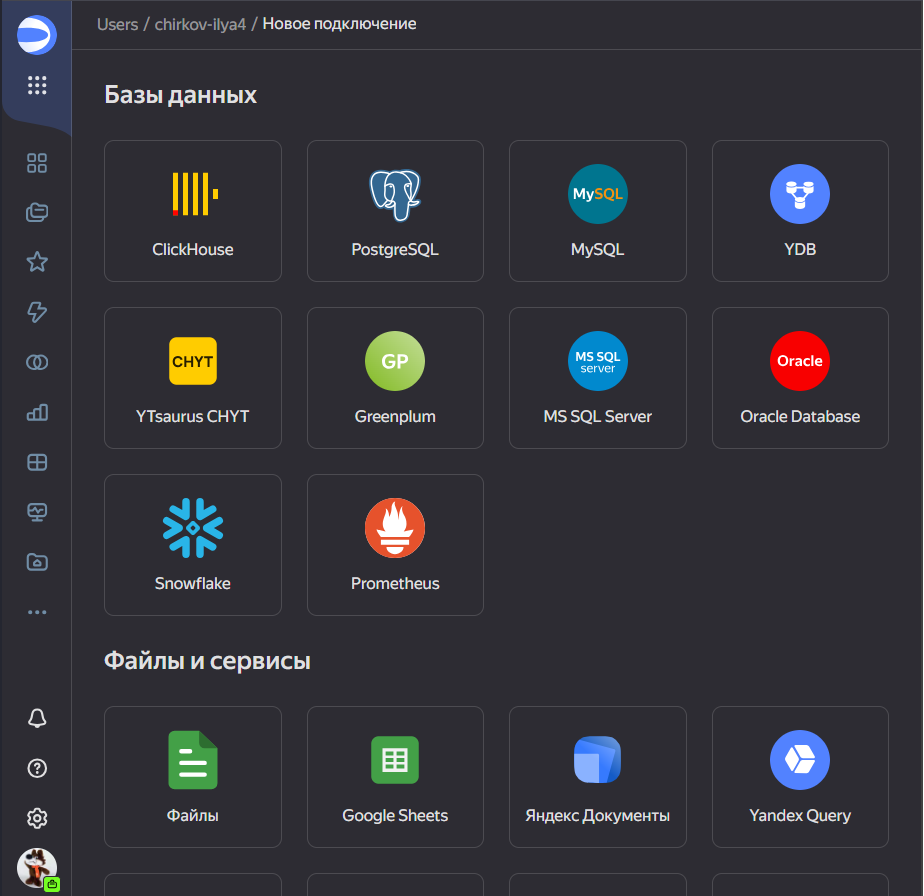 Users / chirkov-ilya4 / Новое подключение
Базы данных
ClickHouse
PostgreSQL
MySQL
MySQL
YDB
CHYT
YTsaurus CHYT
GP
Greenplum
MS SQL
server
MS SQL Server
Oracle
Oracle Database
Snowflake
Prometheus
Файлы и сервисы
Файлы
Google Sheets
Яндекс Документы
Yandex Query